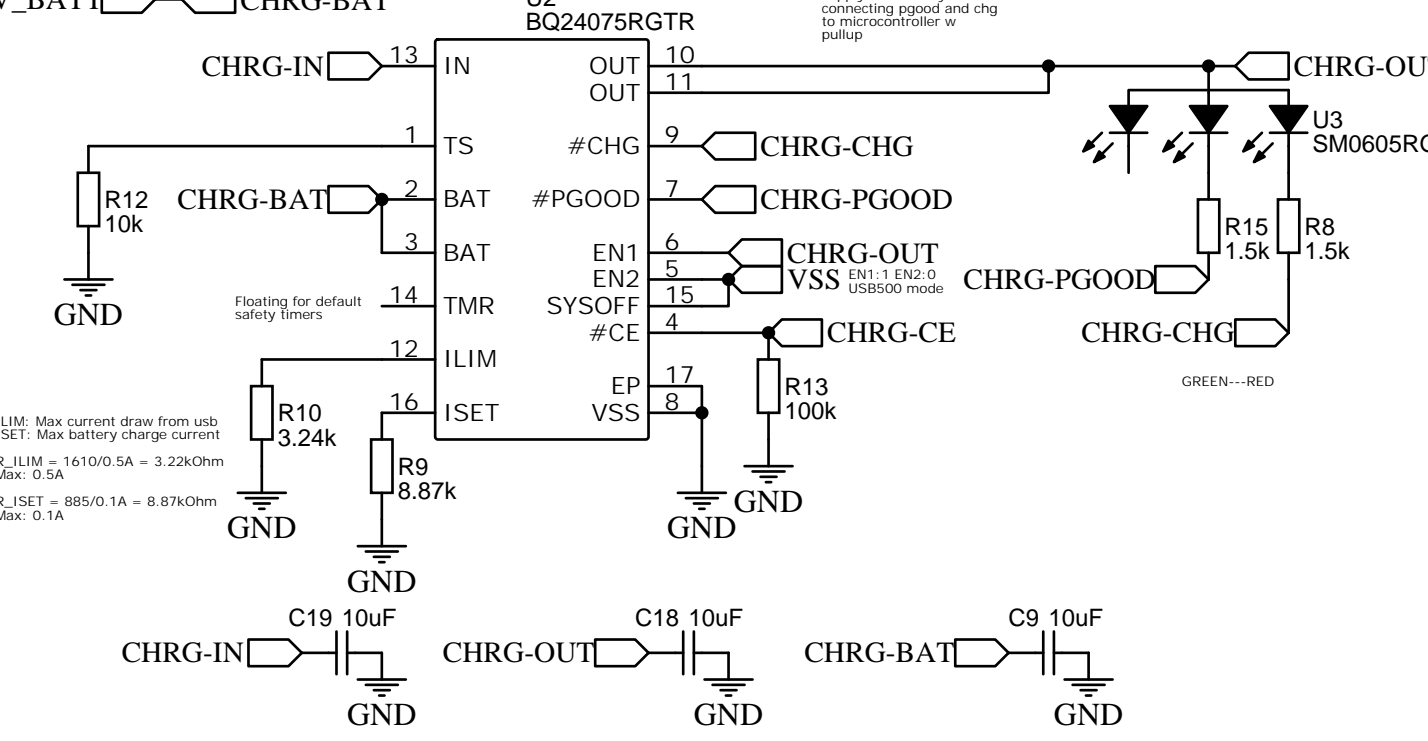 CHRG-BAT
BQ24075RGTR
connecting pgood and chg
to microcontroller w
pullup
CHRG-IN
13
IN
OUT
10
CHRG-OU
OUT
11
1
TS
#CHG
9
CHRG-CHG
U3
SM0605RG
R12
10k
CHRG-BAT
2
BAT
#PGOOD
7
CHRG-PGOOD
3
BAT
EN1
6
CHRG-OUT
R15
1.5k
R8
1.5k
EN2
5
VSS
EN1:1 EN2:0
USB500 mode
CHRG-PGOOD
GND
Floating for default
safety timers
14
TMR
SYSOFF
15
#CE
4
CHRG-CE
CHRG-CHG
12
ILIM
GREEN---RED
EP
17
R13
100k
16
ISET
VSS
8
R10
3.24k
LIM: Max current draw from usb
SET: Max battery charge current
R_ILIM = 1610/0.5A = 3.22kOhm
Max: 0.5A
R_ISET = 885/0.1A = 8.87kOhm
Max: 0.1A
R9
8.87k
GND
GND
GND
GND
C19 10uF
CHRG-IN
GND
C18 10uF
CHRG-OUT
GND
C9 10uF
CHRG-BAT
GND